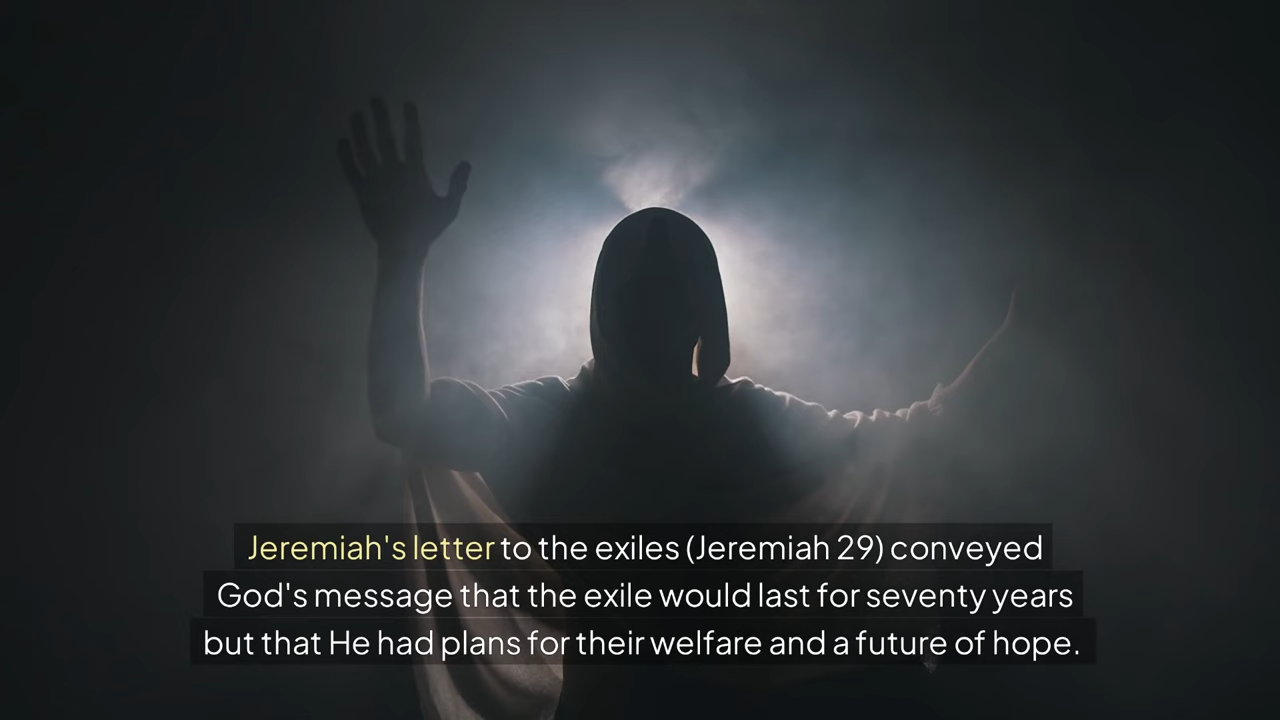 Jeremiah's letter to the exiles (Jeremiah 29) conveyed
God's message that the exile would last for seventy years
but that He had plans for their welfare and a future of hope.